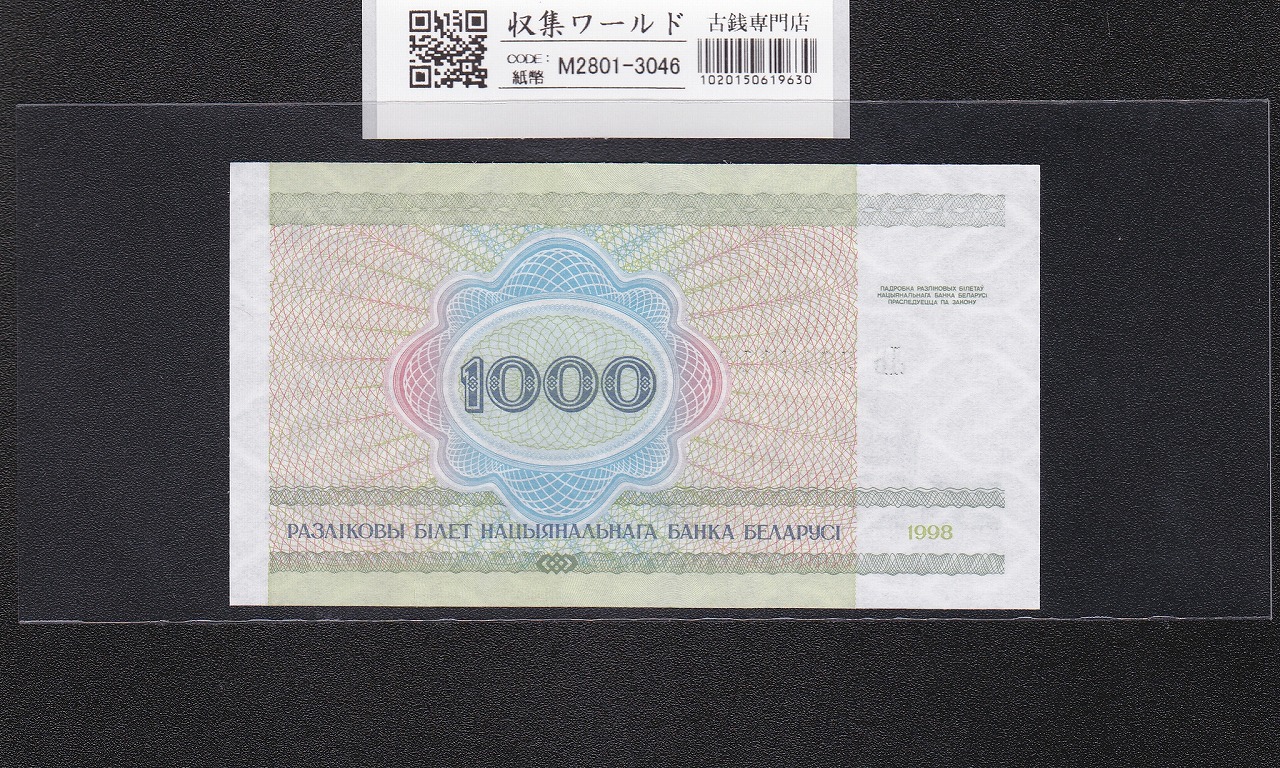 収集ワールド
古銭専門店
CODE:
紙幣
M2801-3046
1020150619630
ПАДРОБКА РАЗЛІКОВЫХ БІЛЕТАЎ
НАЦЫЯНАЛЬНАГА БАНКА БЕЛАРУСІ
ПРАСЛЕДУЕЦЦА ПА ЗАКОНУ
1000
РАЗЛІКОВЫ БІЛЕТ НАЦЫЯНАЛЬНАГА БАНКА БЕЛАРУСІ
1998